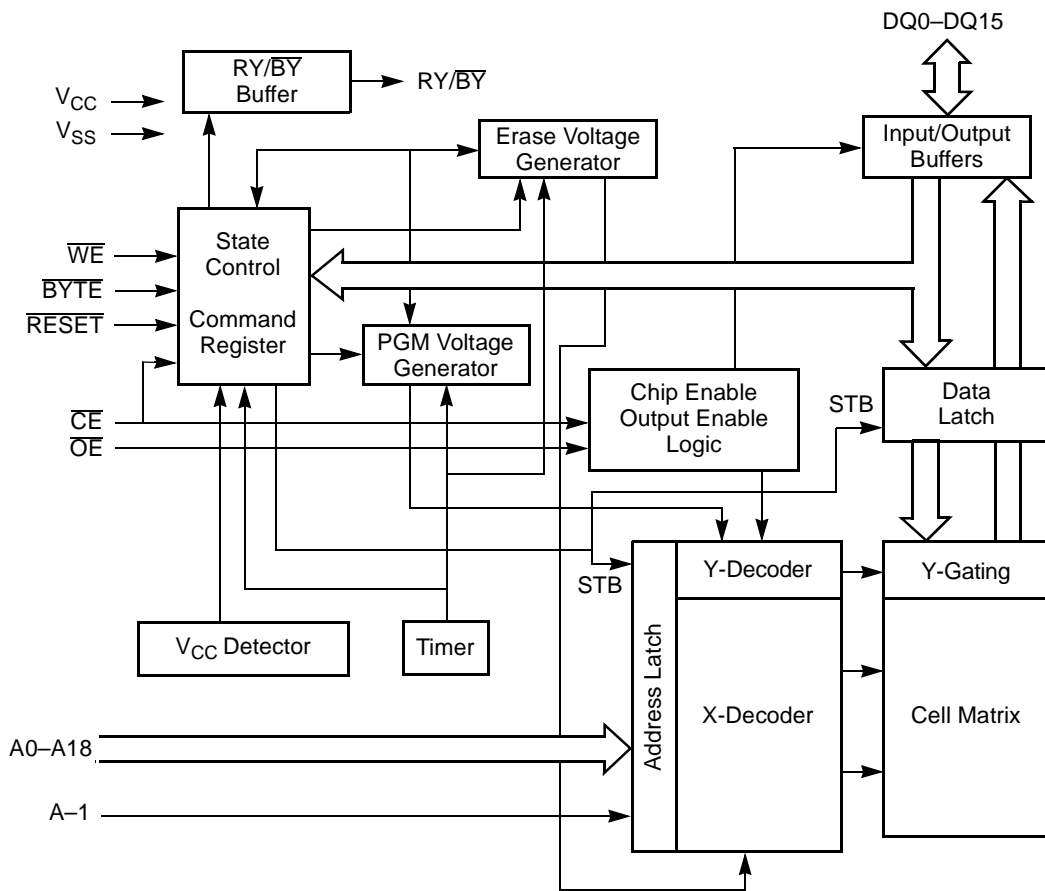 DQ0–DQ15
RY/BY
Buffer
RY/BY
VCC
VSS
Erase Voltage
Generator
Input/Output
Buffers
State
Control
Command
Register
WE
BYTE
RESET
CE
OE
PGM Voltage
Generator
Chip Enable
Output Enable
Logic
STB
Data
Latch
STB
Y-Decoder
Y-Gating
VCC Detector
Timer
Address Latch
X-Decoder
Cell Matrix
A0–A18
A–1